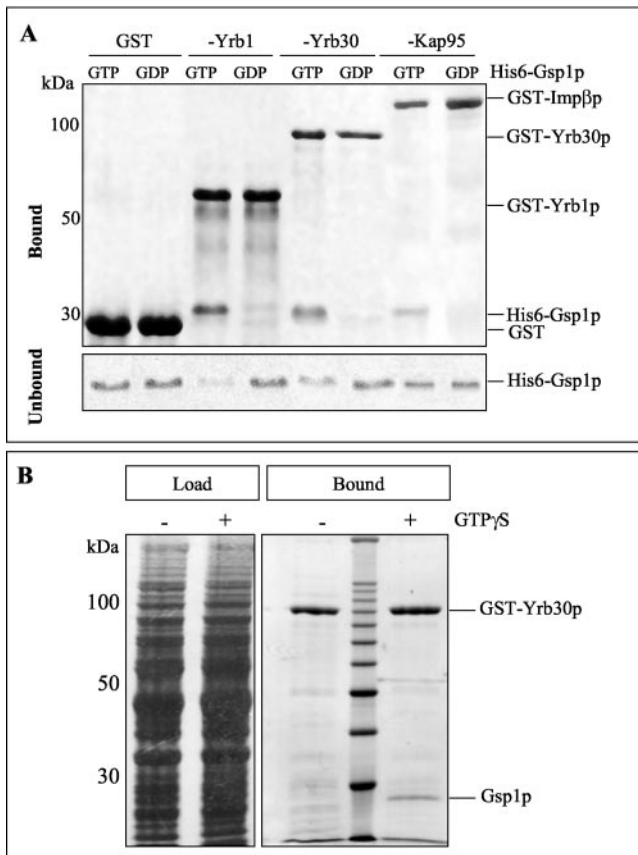 A
GST -Yrb1 -Yrb30 -Kap95
GTP GDP GTP GDP GTP GDP GTP GDP His6-Gsp1p
kDa
GST-Impβp
100
GST-Yrb30p
50
GST-Yrb1p
30
His6-Gsp1p
GST
Bound
Unbound
His6-Gsp1p
B
Load Bound
- + - + GTPγS
kDa
100
GST-Yrb30p
50
30
Gsp1p